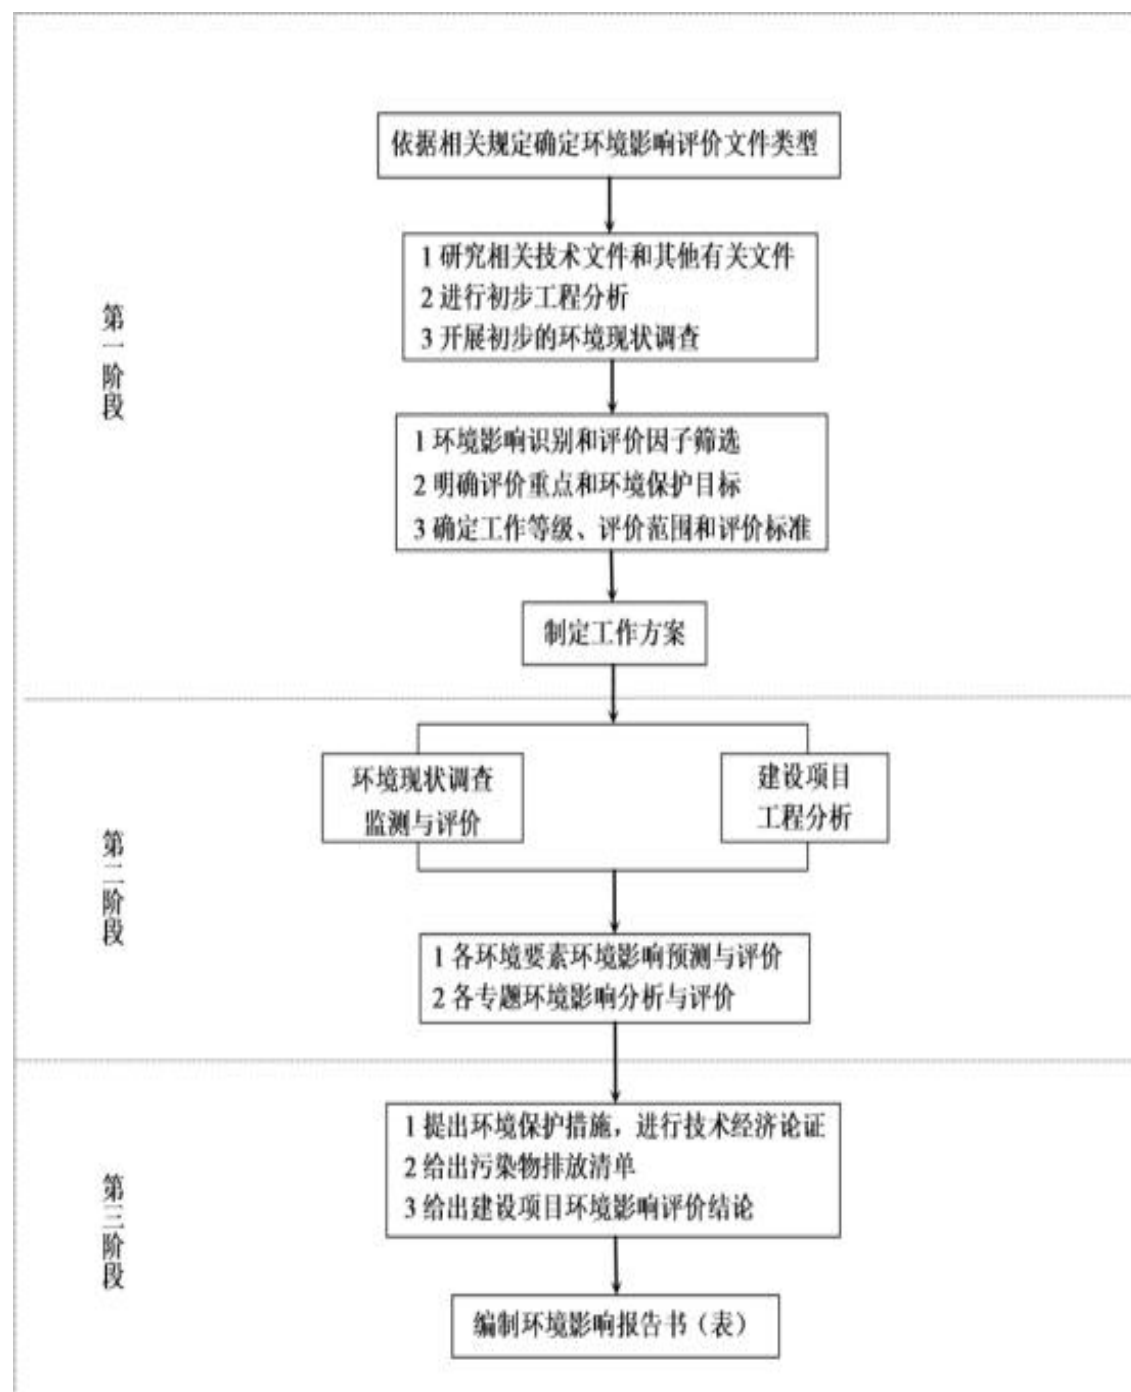 依据相关规定确定环境影响评价文件类型
1 研究相关技术文件和其他有关文件
2 进行初步工程分析
3 开展初步的环境现状调查
第一阶段
1 环境影响识别和评价因子筛选
2 明确评价重点和环境保护目标
3 确定工作等级、评价范围和评价标准
制定工作方案
环境现状调查
监测与评价
建设项目
工程分析
第二阶段
1 各环境要素环境影响预测与评价
2 各专题环境影响分析与评价
1 提出环境保护措施，进行技术经济论证
2 给出污染物排放清单
3 给出建设项目环境影响评价结论
第三阶段
编制环境影响报告书（表）